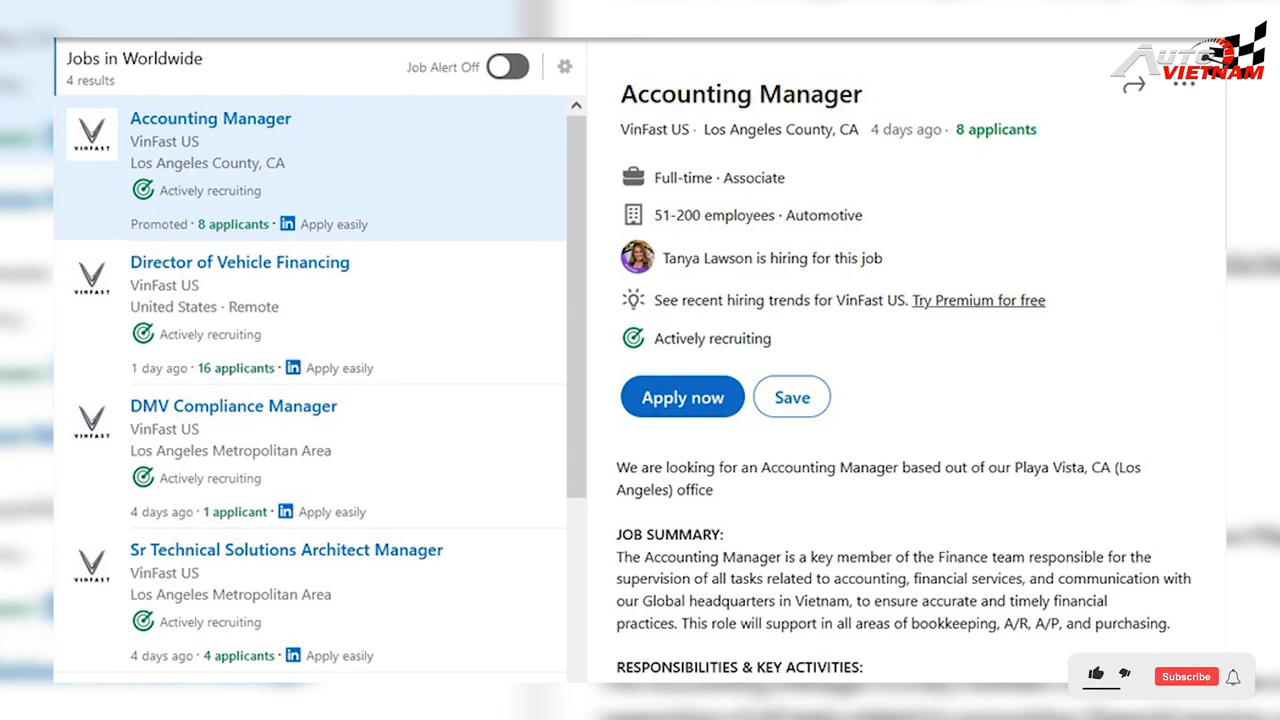 Jobs in Worldwide
4 results
Job Alert Off
VINFAST
Accounting Manager
VinFast US
Los Angeles County, CA
Actively recruiting
Promoted · 8 applicants · in Apply easily
VINFAST
Director of Vehicle Financing
VinFast US
United States · Remote
Actively recruiting
1 day ago · 16 applicants · in Apply easily
VINFAST
DMV Compliance Manager
VinFast US
Los Angeles Metropolitan Area
Actively recruiting
4 days ago · 1 applicant · in Apply easily
VINFAST
Sr Technical Solutions Architect Manager
VinFast US
Los Angeles Metropolitan Area
Actively recruiting
4 days ago · 4 applicants · in Apply easily
AUTO
VIETNAM
Accounting Manager
VinFast US · Los Angeles County, CA 4 days ago · 8 applicants
Full-time · Associate
51-200 employees · Automotive
Tanya Lawson is hiring for this job
See recent hiring trends for VinFast US. Try Premium for free
Actively recruiting
Apply now
Save
We are looking for an Accounting Manager based out of our Playa Vista, CA (Los
Angeles) office
JOB SUMMARY:
The Accounting Manager is a key member of the Finance team responsible for the
supervision of all tasks related to accounting, financial services, and communication with
our Global headquarters in Vietnam, to ensure accurate and timely financial
practices. This role will support in all areas of bookkeeping, A/R, A/P, and purchasing.
RESPONSIBILITIES & KEY ACTIVITIES:
Subscribe